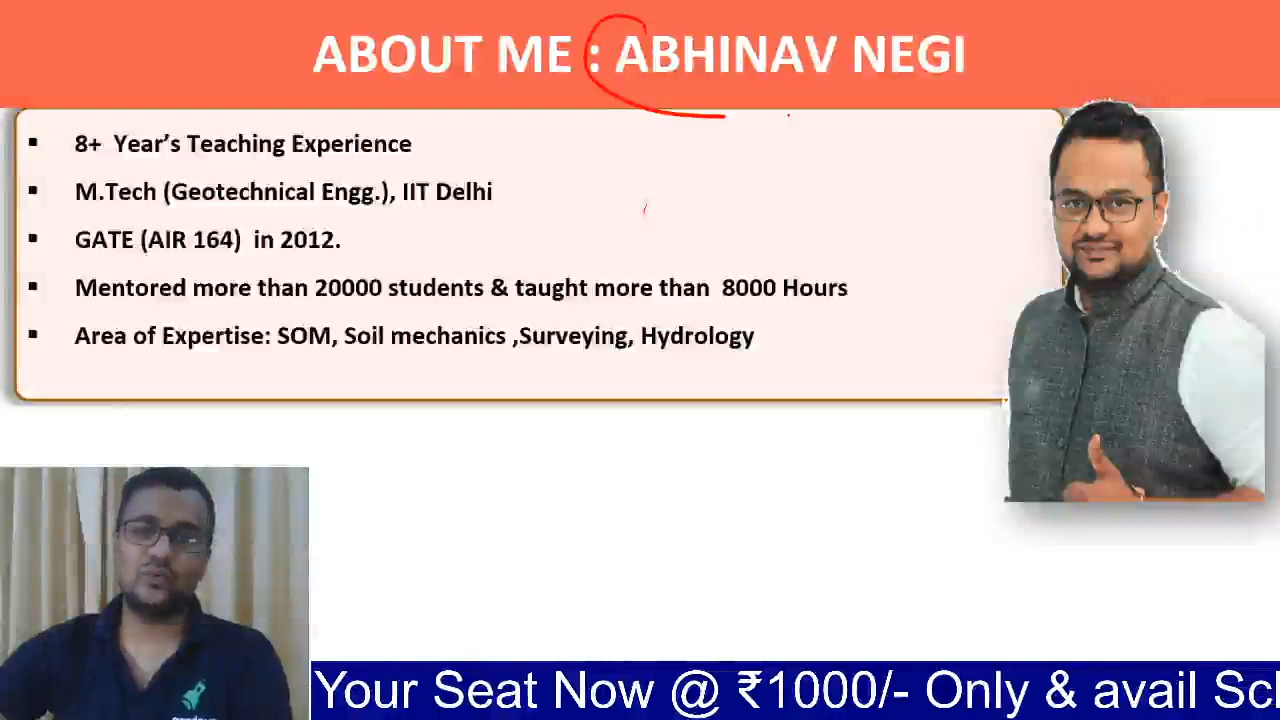 ABOUT ME : ABHINAV NEGI
▪ 8+ Year’s Teaching Experience
▪ M.Tech (Geotechnical Engg.), IIT Delhi
▪ GATE (AIR 164) in 2012.
▪ Mentored more than 20000 students & taught more than 8000 Hours
▪ Area of Expertise: SOM, Soil mechanics ,Surveying, Hydrology
Your Seat Now @ ₹1000/- Only & avail